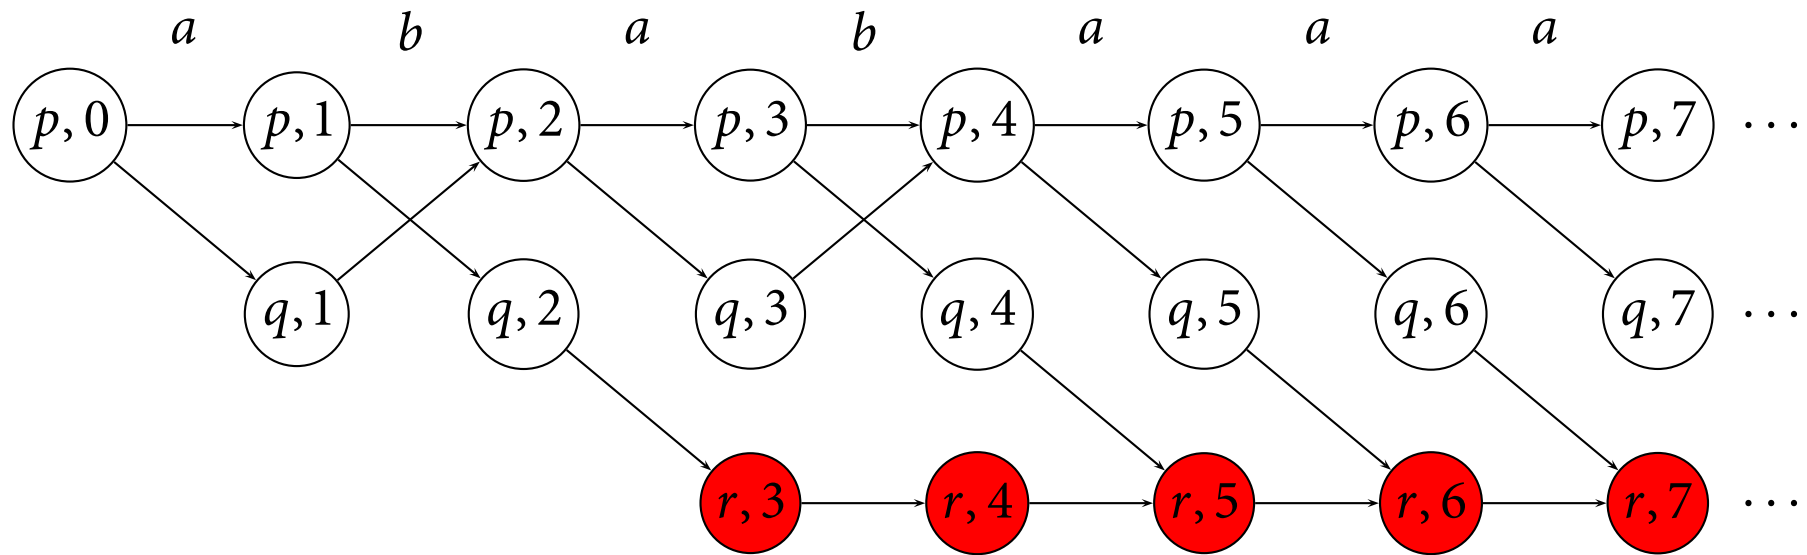 a b a b a a a
p, 0 p, 1 p, 2 p, 3 p, 4 p, 5 p, 6 p, 7 ···
q, 1 q, 2 q, 3 q, 4 q, 5 q, 6 q, 7 ···
r, 3 r, 4 r, 5 r, 6 r, 7 ···